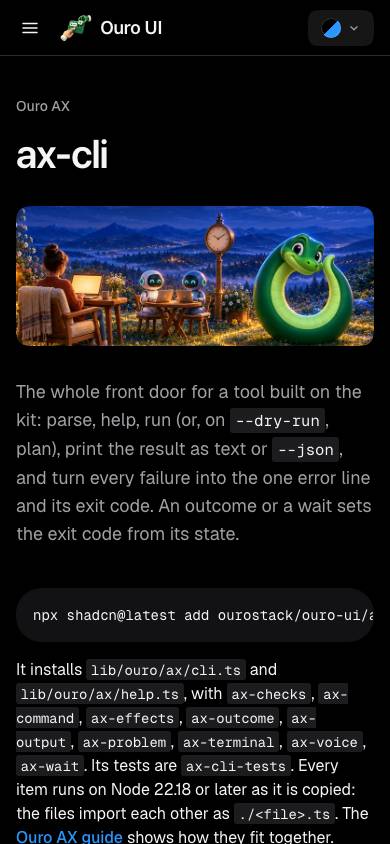 Ouro UI
Ouro AX
ax-cli
The whole front door for a tool built on the
kit: parse, help, run (or, on --dry-run,
plan), print the result as text or --json,
and turn every failure into the one error line
and its exit code. An outcome or a wait sets
the exit code from its state.
npx shadcn@latest add ourostack/ouro-ui/a
It installs lib/ouro/ax/cli.ts and
lib/ouro/ax/help.ts, with ax-checks, ax-
command, ax-effects, ax-outcome, ax-
output, ax-problem, ax-terminal, ax-voice,
ax-wait. Its tests are ax-cli-tests. Every
item runs on Node 22.18 or later as it is copied:
the files import each other as ./<file>.ts. The
Ouro AX guide shows how they fit together.